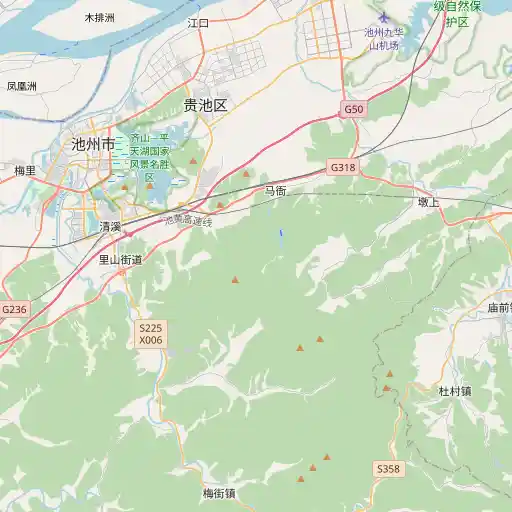 木排洲
江口
级自然保
护区
池州九华
山机场
凤凰洲
贵池区
G50
池州市
齐山—平
天湖国家
风景名胜
区
G318
梅里
马衙
墩上
池黄高速线
清溪
里山街道
G236
庙前镇
S225
X006
杜村镇
S358
梅街镇